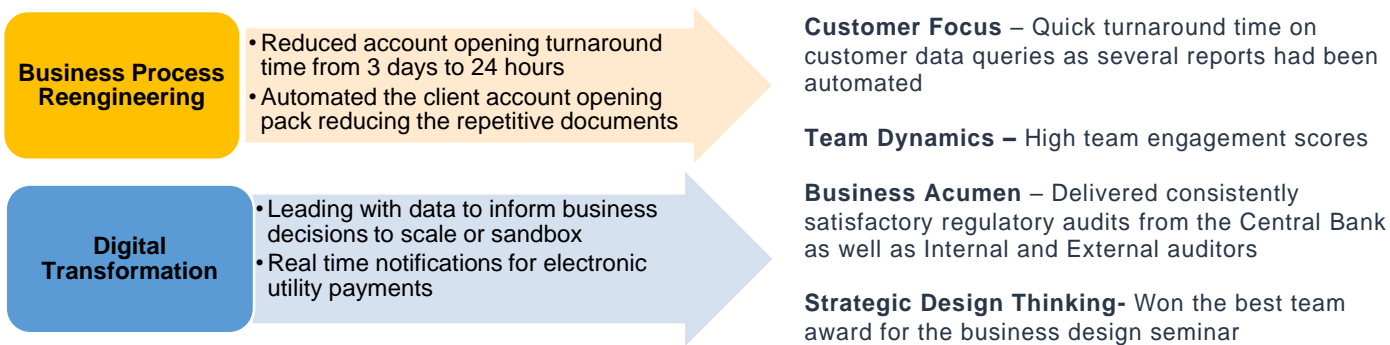 Business Process
Reengineering
• Reduced account opening turnaround
time from 3 days to 24 hours
• Automated the client account opening
pack reducing the repetitive documents
Digital
Transformation
• Leading with data to inform business
decisions to scale or sandbox
• Real time notifications for electronic
utility payments
Customer Focus – Quick turnaround time on
customer data queries as several reports had been
automated
Team Dynamics – High team engagement scores
Business Acumen – Delivered consistently
satisfactory regulatory audits from the Central Bank
as well as Internal and External auditors
Strategic Design Thinking- Won the best team
award for the business design seminar